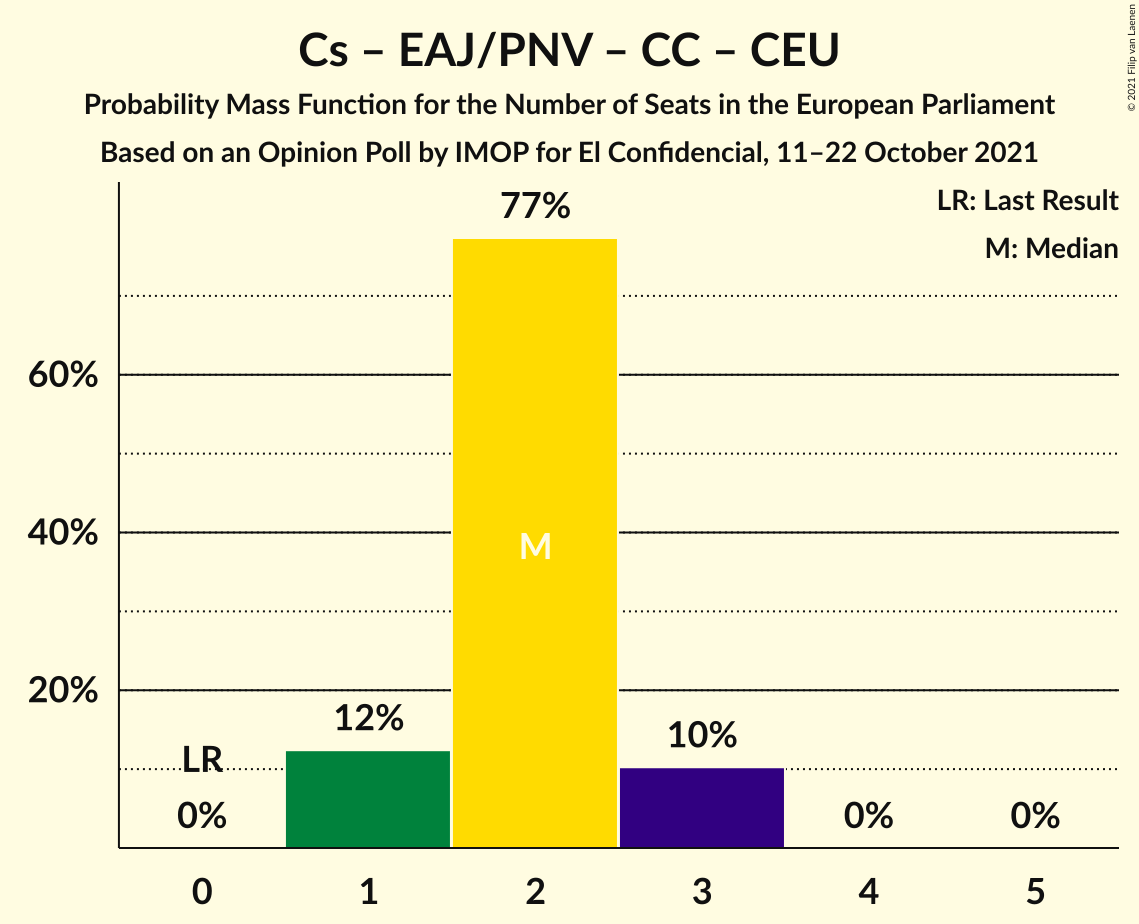 Cs – EAJ/PNV – CC – CEU
Probability Mass Function for the Number of Seats in the European Parliament
Based on an Opinion Poll by IMOP for El Confidencial, 11–22 October 2021
© 2021 Filip van Laenen
LR: Last Result
M: Median
77%
60%
40%
M
20%
12%
10%
LR
0%
0%
0%
0
1
2
3
4
5